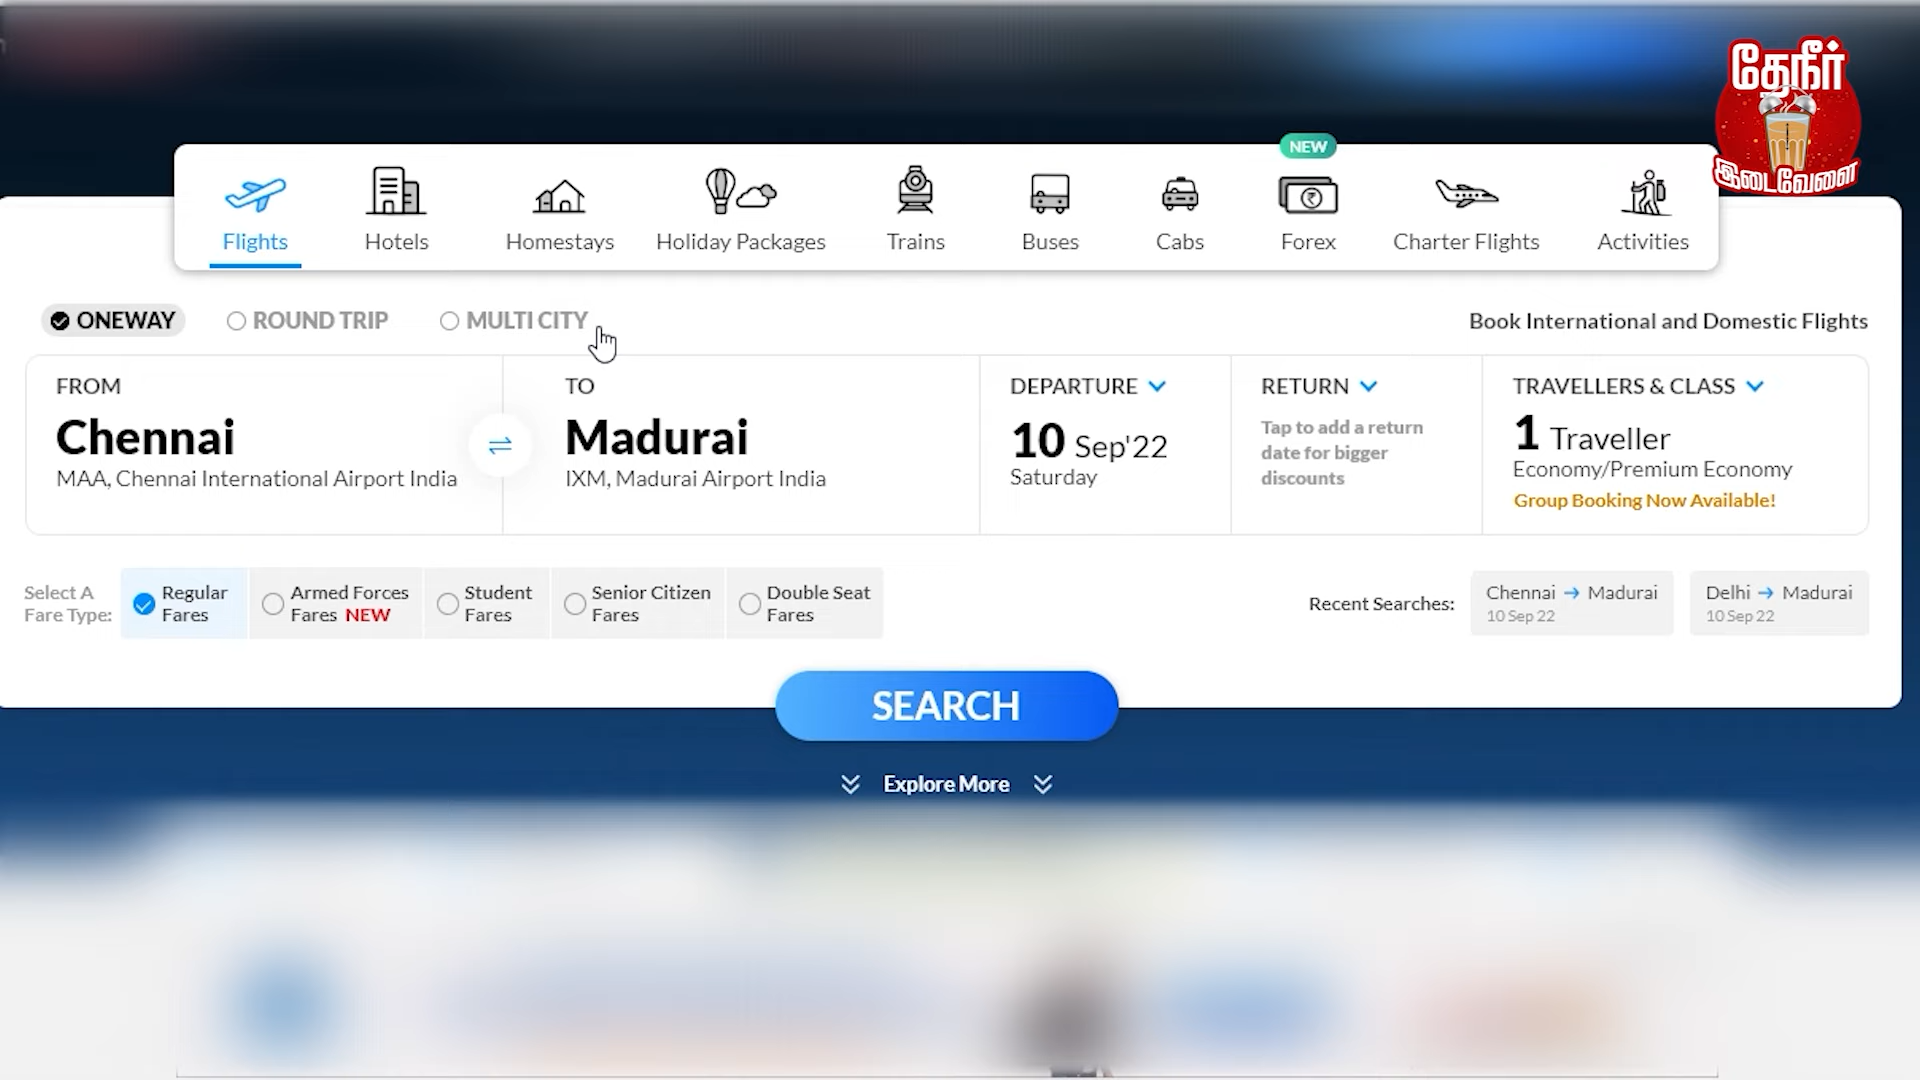 தேநீர்
இடைவேளை
NEW
Flights
Hotels
Homestays
Holiday Packages
Trains
Buses
Cabs
Forex
Charter Flights
Activities
ONEWAY
ROUND TRIP
MULTI CITY
Book International and Domestic Flights
FROM
Chennai
MAA, Chennai International Airport India
TO
Madurai
IXM, Madurai Airport India
DEPARTURE
10 Sep'22
Saturday
RETURN
Tap to add a return
date for bigger
discounts
TRAVELLERS & CLASS
1 Traveller
Economy/Premium Economy
Group Booking Now Available!
Select A
Fare Type:
Regular
Fares
Armed Forces
Fares NEW
Student
Fares
Senior Citizen
Fares
Double Seat
Fares
Recent Searches:
Chennai → Madurai
10 Sep 22
Delhi → Madurai
10 Sep 22
SEARCH
Explore More